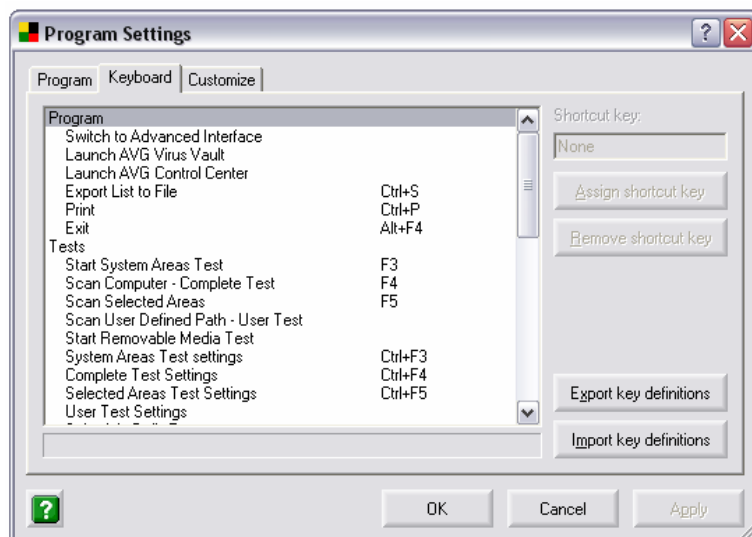 Program Settings
Program Keyboard Customize
Program
Switch to Advanced Interface
Launch AVG Virus Vault
Launch AVG Control Center
Export List to File Ctrl+S
Print Ctrl+P
Exit Alt+F4
Tests
Start System Areas Test F3
Scan Computer - Complete Test F4
Scan Selected Areas F5
Scan User Defined Path - User Test
Start Removable Media Test
System Areas Test settings Ctrl+F3
Complete Test Settings Ctrl+F4
Selected Areas Test Settings Ctrl+F5
User Test Settings
Shortcut key:
None
Assign shortcut key
Remove shortcut key
Export key definitions
Import key definitions
OK Cancel Apply